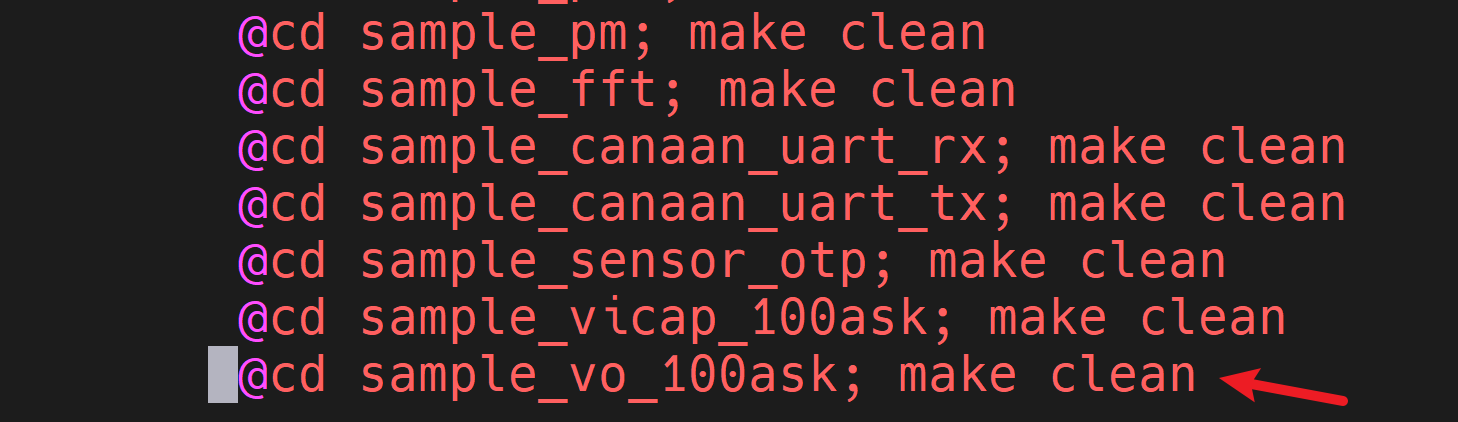 @cd sample_pm; make clean
@cd sample_fft; make clean
@cd sample_canaan_uart_rx; make clean
@cd sample_canaan_uart_tx; make clean
@cd sample_sensor_otp; make clean
@cd sample_vicap_100ask; make clean
@cd sample_vo_100ask; make clean